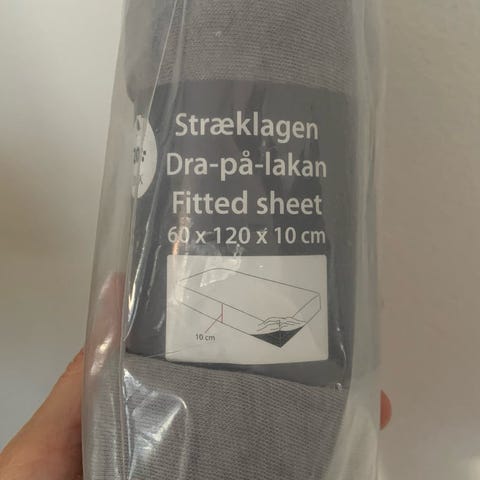 Stræklagen
Dra-på-lakan
Fitted sheet
60 x 120 x 10 cm
10 cm